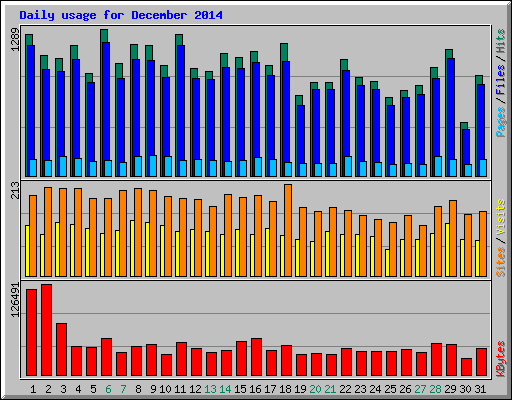 Daily usage for December 2014
1289
Pages / Files / Hits
213
Sites / Visits
126491
KBytes
1 2 3 4 5 6 7 8 9 10 11 12 13 14 15 16 17 18 19 20 21 22 23 24 25 26 27 28 29 30 31